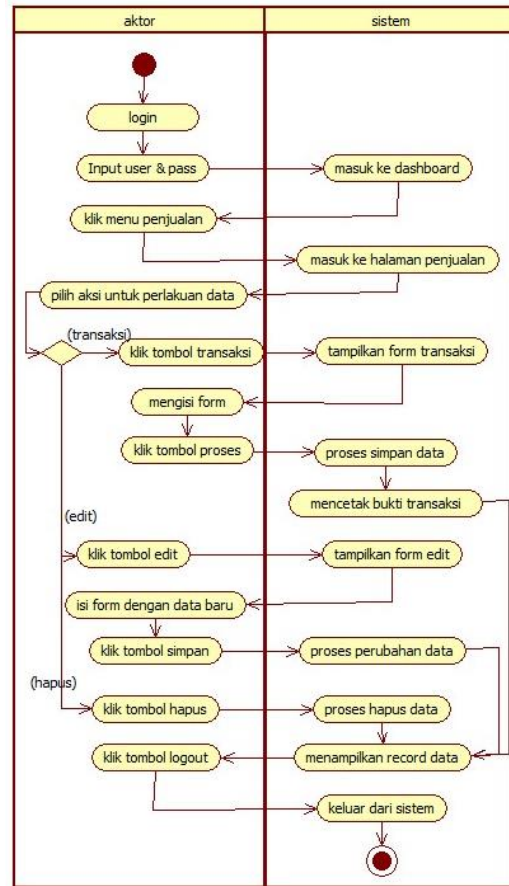 aktor
sistem
login
Input user & pass
masuk ke dashboard
klik menu penjualan
masuk ke halaman penjualan
pilih aksi untuk perlakuan data
(transaksi)
klik tombol transaksi
tampilkan form transaksi
mengisi form
klik tombol proses
proses simpan data
mencetak bukti transaksi
(edit)
klik tombol edit
tampilkan form edit
isi form dengan data baru
klik tombol simpan
proses perubahan data
(hapus)
klik tombol hapus
proses hapus data
klik tombol logout
menampilkan record data
keluar dari sistem